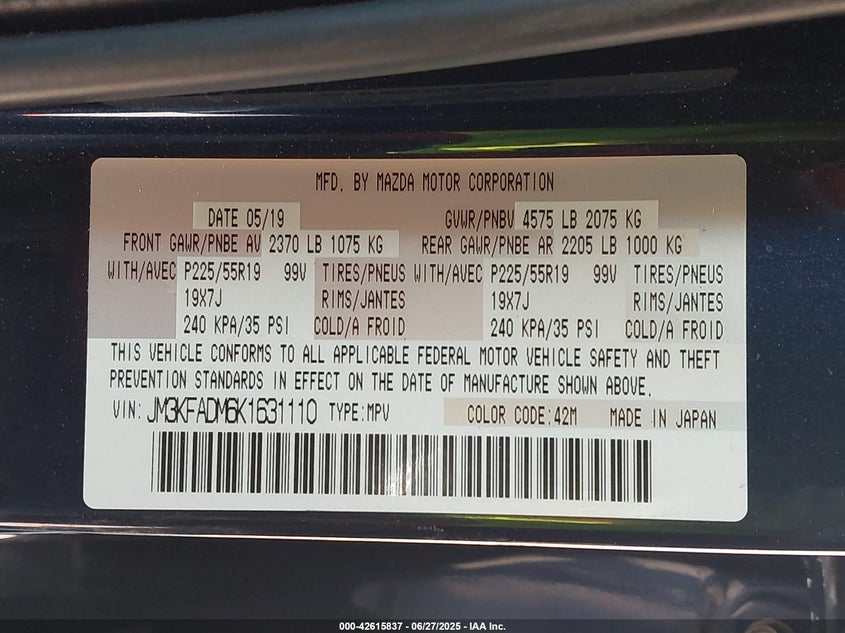 MFD. BY MAZDA MOTOR CORPORATION
DATE 05/19 GVWR/PNBV 4575 LB 2075 KG
FRONT GAWR/PNBE AV 2370 LB 1075 KG REAR GAWR/PNBE AR 2205 LB 1000 KG
WITH/AVEC P225/55R19 99V TIRES/PNEUS WITH/AVEC P225/55R19 99V TIRES/PNEUS
19X7J RIMS/JANTES 19X7J RIMS/JANTES
240 KPA/35 PSI COLD/A FROID 240 KPA/35 PSI COLD/A FROID
THIS VEHICLE CONFORMS TO ALL APPLICABLE FEDERAL MOTOR VEHICLE SAFETY AND THEFT
PREVENTION STANDARDS IN EFFECT ON THE DATE OF MANUFACTURE SHOWN ABOVE.
VIN: JM3KFADM6K1631110 TYPE:MPV COLOR CODE:42M MADE IN JAPAN
000-42615837 - 06/27/2025 - IAA Inc.